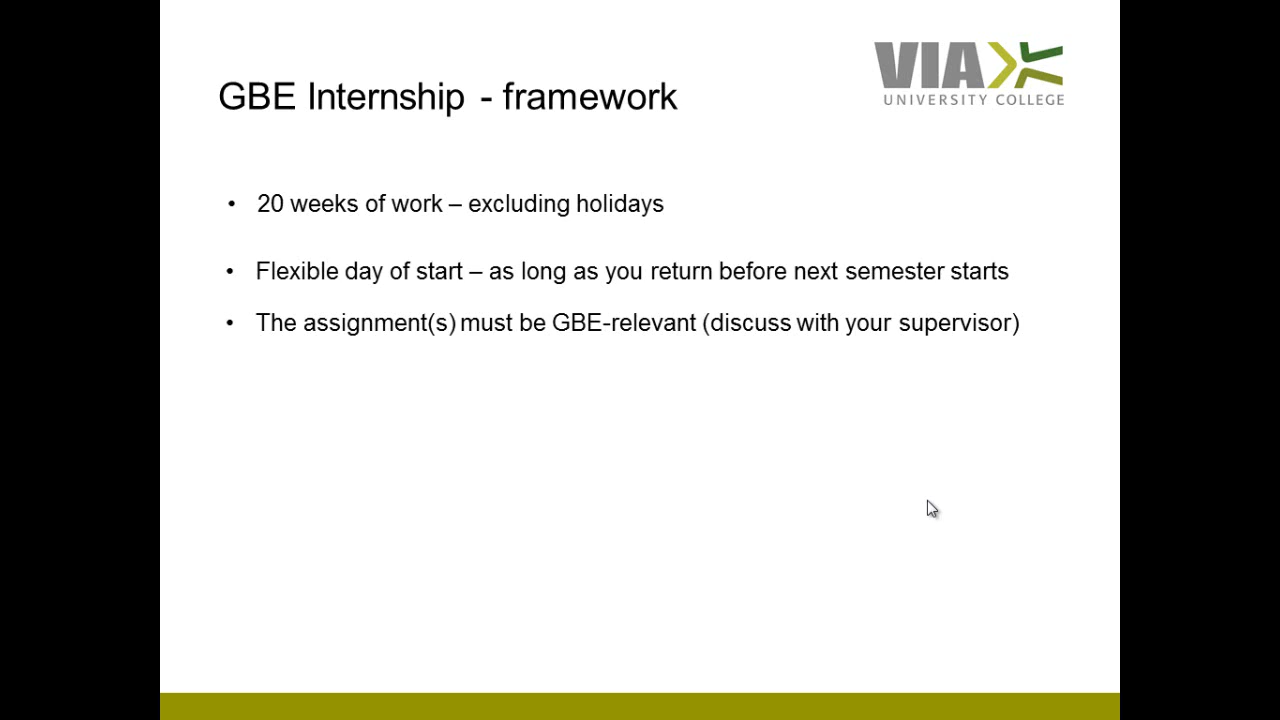 VIA
UNIVERSITY COLLEGE
GBE Internship - framework
• 20 weeks of work – excluding holidays
• Flexible day of start – as long as you return before next semester starts
• The assignment(s) must be GBE-relevant (discuss with your supervisor)